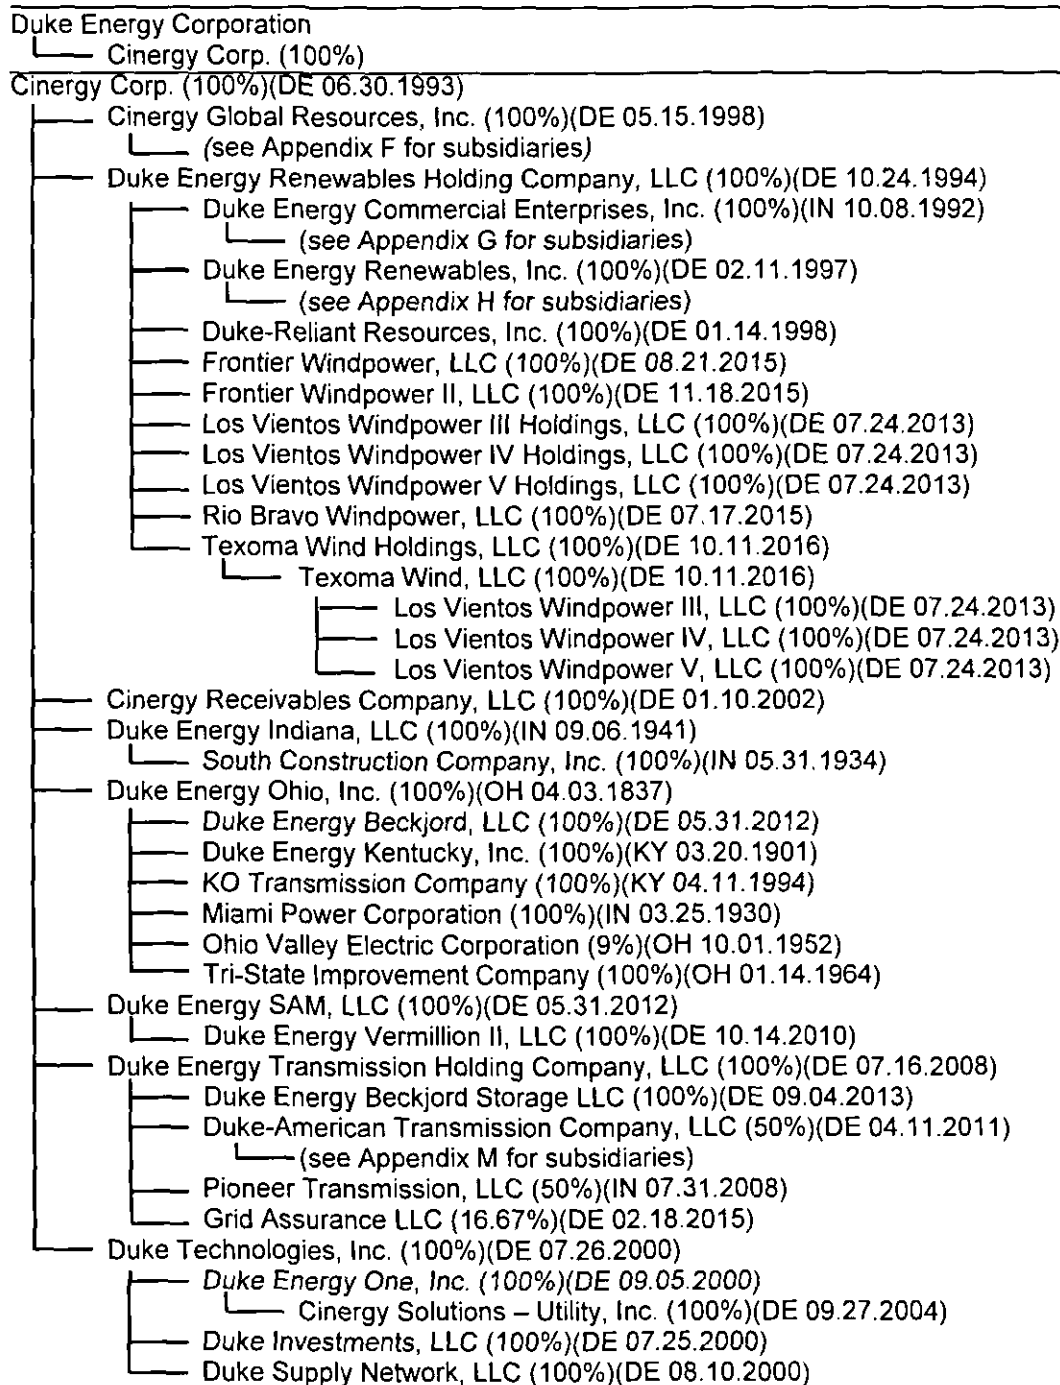 Duke Energy Corporation
Cinergy Corp. (100%)
Cinergy Corp. (100%)(DE 06.30.1993)
Cinergy Global Resources, Inc. (100%)(DE 05.15.1998)
(see Appendix F for subsidiaries)
Duke Energy Renewables Holding Company, LLC (100%)(DE 10.24.1994)
Duke Energy Commercial Enterprises, Inc. (100%)(IN 10.08.1992)
(see Appendix G for subsidiaries)
Duke Energy Renewables, Inc. (100%)(DE 02.11.1997)
(see Appendix H for subsidiaries)
Duke-Reliant Resources, Inc. (100%)(DE 01.14.1998)
Frontier Windpower, LLC (100%)(DE 08.21.2015)
Frontier Windpower II, LLC (100%)(DE 11.18.2015)
Los Vientos Windpower III Holdings, LLC (100%)(DE 07.24.2013)
Los Vientos Windpower IV Holdings, LLC (100%)(DE 07.24.2013)
Los Vientos Windpower V Holdings, LLC (100%)(DE 07.24.2013)
Rio Bravo Windpower, LLC (100%)(DE 07.17.2015)
Texoma Wind Holdings, LLC (100%)(DE 10.11.2016)
Texoma Wind, LLC (100%)(DE 10.11.2016)
Los Vientos Windpower III, LLC (100%)(DE 07.24.2013)
Los Vientos Windpower IV, LLC (100%)(DE 07.24.2013)
Los Vientos Windpower V, LLC (100%)(DE 07.24.2013)
Cinergy Receivables Company, LLC (100%)(DE 01.10.2002)
Duke Energy Indiana, LLC (100%)(IN 09.06.1941)
South Construction Company, Inc. (100%)(IN 05.31.1934)
Duke Energy Ohio, Inc. (100%)(OH 04.03.1837)
Duke Energy Beckjord, LLC (100%)(DE 05.31.2012)
Duke Energy Kentucky, Inc. (100%)(KY 03.20.1901)
KO Transmission Company (100%)(KY 04.11.1994)
Miami Power Corporation (100%)(IN 03.25.1930)
Ohio Valley Electric Corporation (9%)(OH 10.01.1952)
Tri-State Improvement Company (100%)(OH 01.14.1964)
Duke Energy SAM, LLC (100%)(DE 05.31.2012)
Duke Energy Vermillion II, LLC (100%)(DE 10.14.2010)
Duke Energy Transmission Holding Company, LLC (100%)(DE 07.16.2008)
Duke Energy Beckjord Storage LLC (100%)(DE 09.04.2013)
Duke-American Transmission Company, LLC (50%)(DE 04.11.2011)
(see Appendix M for subsidiaries)
Pioneer Transmission, LLC (50%)(IN 07.31.2008)
Grid Assurance LLC (16.67%)(DE 02.18.2015)
Duke Technologies, Inc. (100%)(DE 07.26.2000)
Duke Energy One, Inc. (100%)(DE 09.05.2000)
Cinergy Solutions – Utility, Inc. (100%)(DE 09.27.2004)
Duke Investments, LLC (100%)(DE 07.25.2000)
Duke Supply Network, LLC (100%)(DE 08.10.2000)